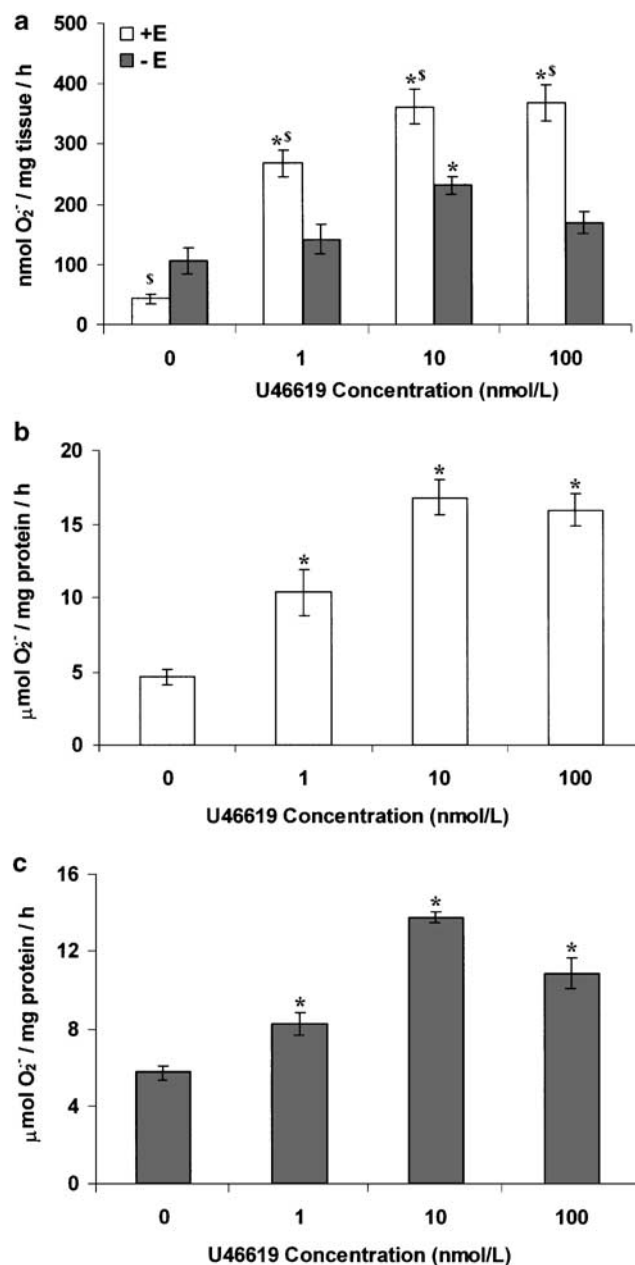 a
600
500
400
300
200
100
0
nmol O₂·⁻ / mg tissue / h
+E
- E
$
*$
*$
*
*$
0 1 10 100
U46619 Concentration (nmol/L)
b
20
15
10
5
0
μmol O₂·⁻ / mg protein / h
*
*
*
0 1 10 100
U46619 Concentration (nmol/L)
c
16
12
8
4
0
μmol O₂·⁻ / mg protein / h
*
*
*
0 1 10 100
U46619 Concentration (nmol/L)